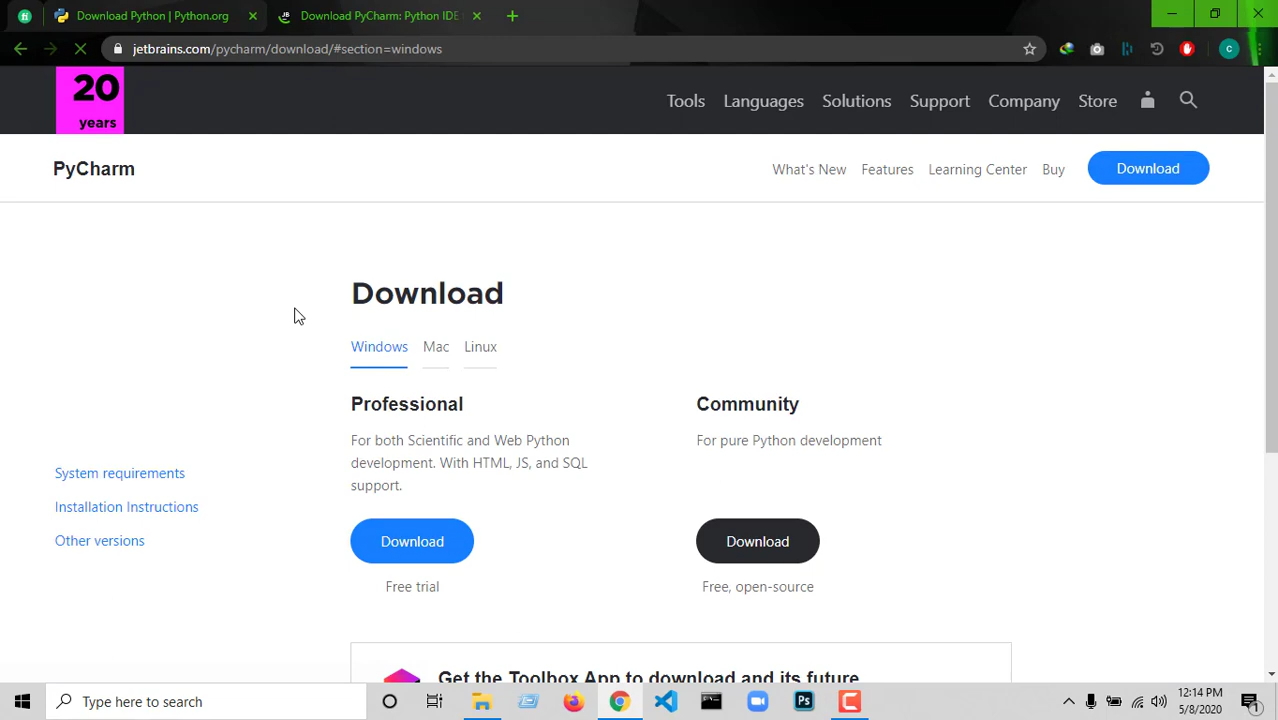 fi
Download Python | Python.org
JB
Download PyCharm: Python IDE
jetbrains.com/pycharm/download/#section=windows
c
20
years
Tools Languages Solutions Support Company Store
PyCharm
What's New Features Learning Center Buy Download
Download
Windows Mac Linux
Professional
For both Scientific and Web Python
development. With HTML, JS, and SQL
support.
Download
Free trial
Community
For pure Python development
Download
Free, open-source
System requirements
Installation Instructions
Other versions
Get the Toolbox App to download and its future
Type here to search
Ps
12:14 PM
5/8/2020
1